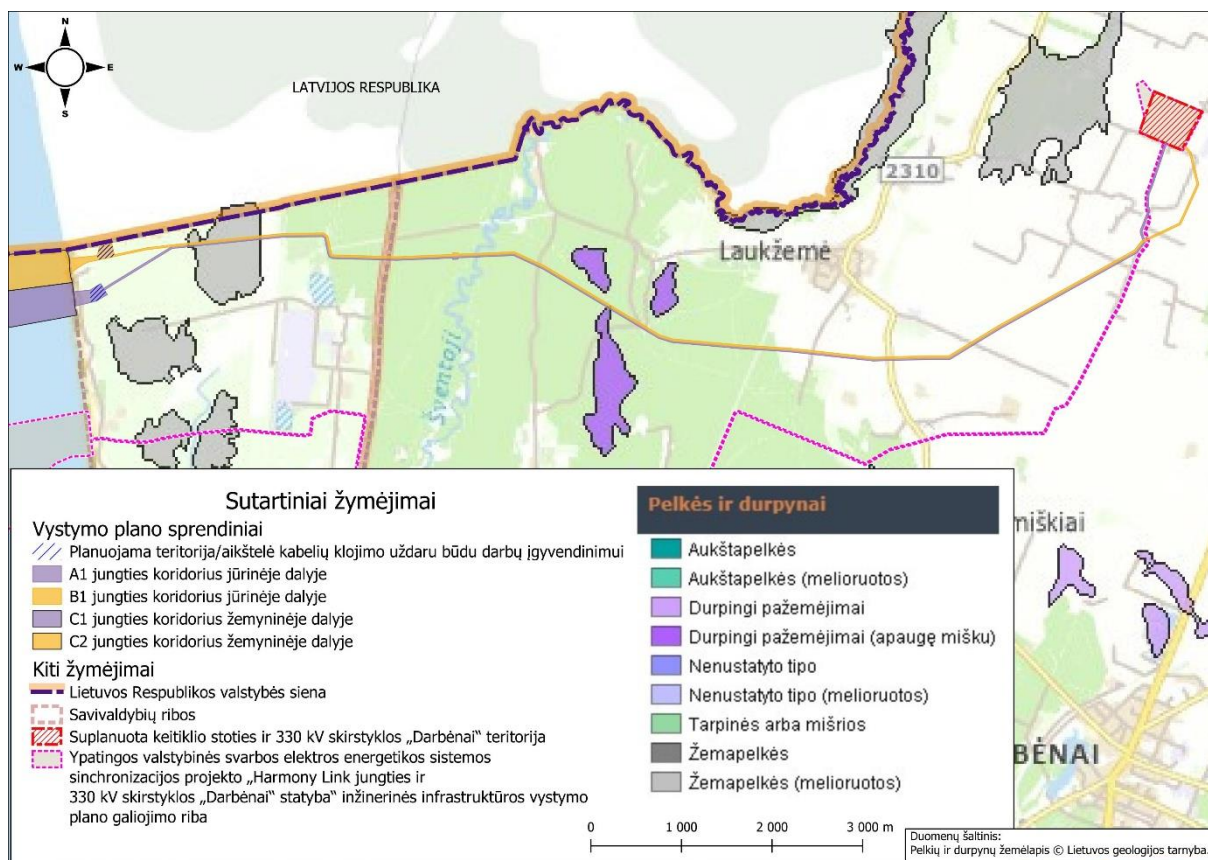 N
W
E
S
LATVIJOS RESPUBLIKA
2310
Laukžemė
Šventoji
miškiai
BĖNAI
Sutartiniai žymėjimai
Vystymo plano sprendiniai
Planuojama teritorija/aikštelė kabelių klojimo uždaru būdu darbų įgyvendinimui
A1 jungties koridorius jūrinėje dalyje
B1 jungties koridorius jūrinėje dalyje
C1 jungties koridorius žemyninėje dalyje
C2 jungties koridorius žemyninėje dalyje
Kiti žymėjimai
Lietuvos Respublikos valstybės siena
Savivaldybių ribos
Suplanuota keitiklio stoties ir 330 kV skirstyklos „Darbėnai“ teritorija
Ypatingos valstybinės svarbos elektros energetikos sistemos
sinchronizacijos projekto „Harmony Link jungties ir
330 kV skirstyklos „Darbėnai“ statyba“ inžinerinės infrastruktūros vystymo
plano galiojimo riba
Pelkės ir durpynai
Aukštapelkės
Aukštapelkės (melioruotos)
Durpingi pažemėjimai
Durpingi pažemėjimai (apaugę mišku)
Nenustatyto tipo
Nenustatyto tipo (melioruotos)
Tarpinės arba mišrios
Žemapelkės
Žemapelkės (melioruotos)
0 1 000 2 000 3 000 m
Duomenų šaltinis:
Pelkių ir durpynų žemėlapis © Lietuvos geologijos tarnyba.